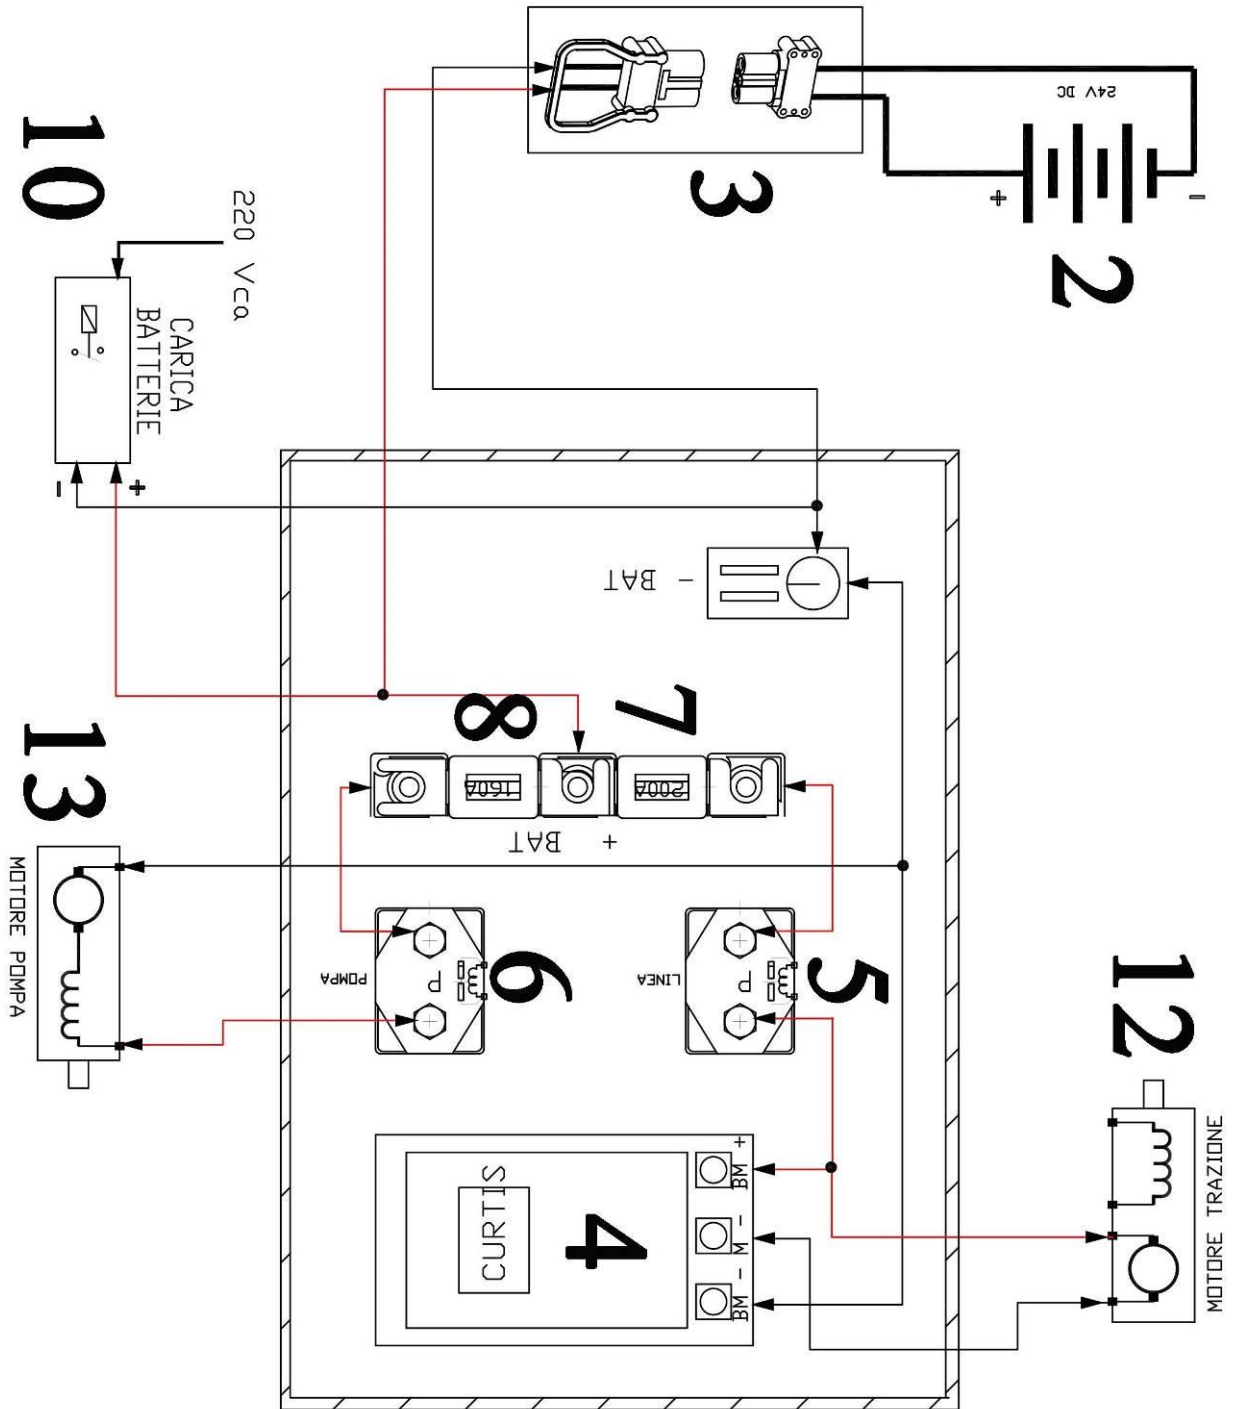 24V DC
-
+
2
3
10
220 Vca
CARICA
BATTERIE
-
+
- BAT
7
8
200A
160A
+ BAT
13
MOTORE POMPA
POMPA
P
6
LINEA
P
5
12
MOTORE TRAZIONE
4
CURTIS
BM +
M -
BM -